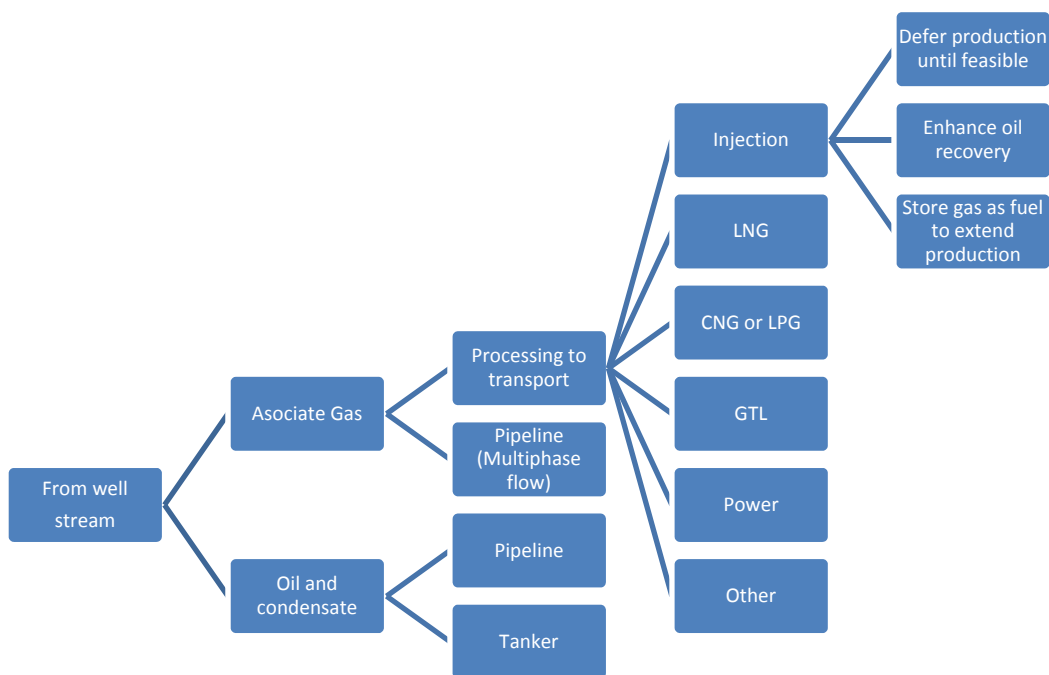 Defer production
until feasible
Injection
Enhance oil
recovery
Store gas as fuel
to extend
production
LNG
CNG or LPG
Processing to
transport
Asociate Gas
GTL
Pipeline
(Multiphase
flow)
From well
stream
Power
Pipeline
Oil and
condensate
Other
Tanker